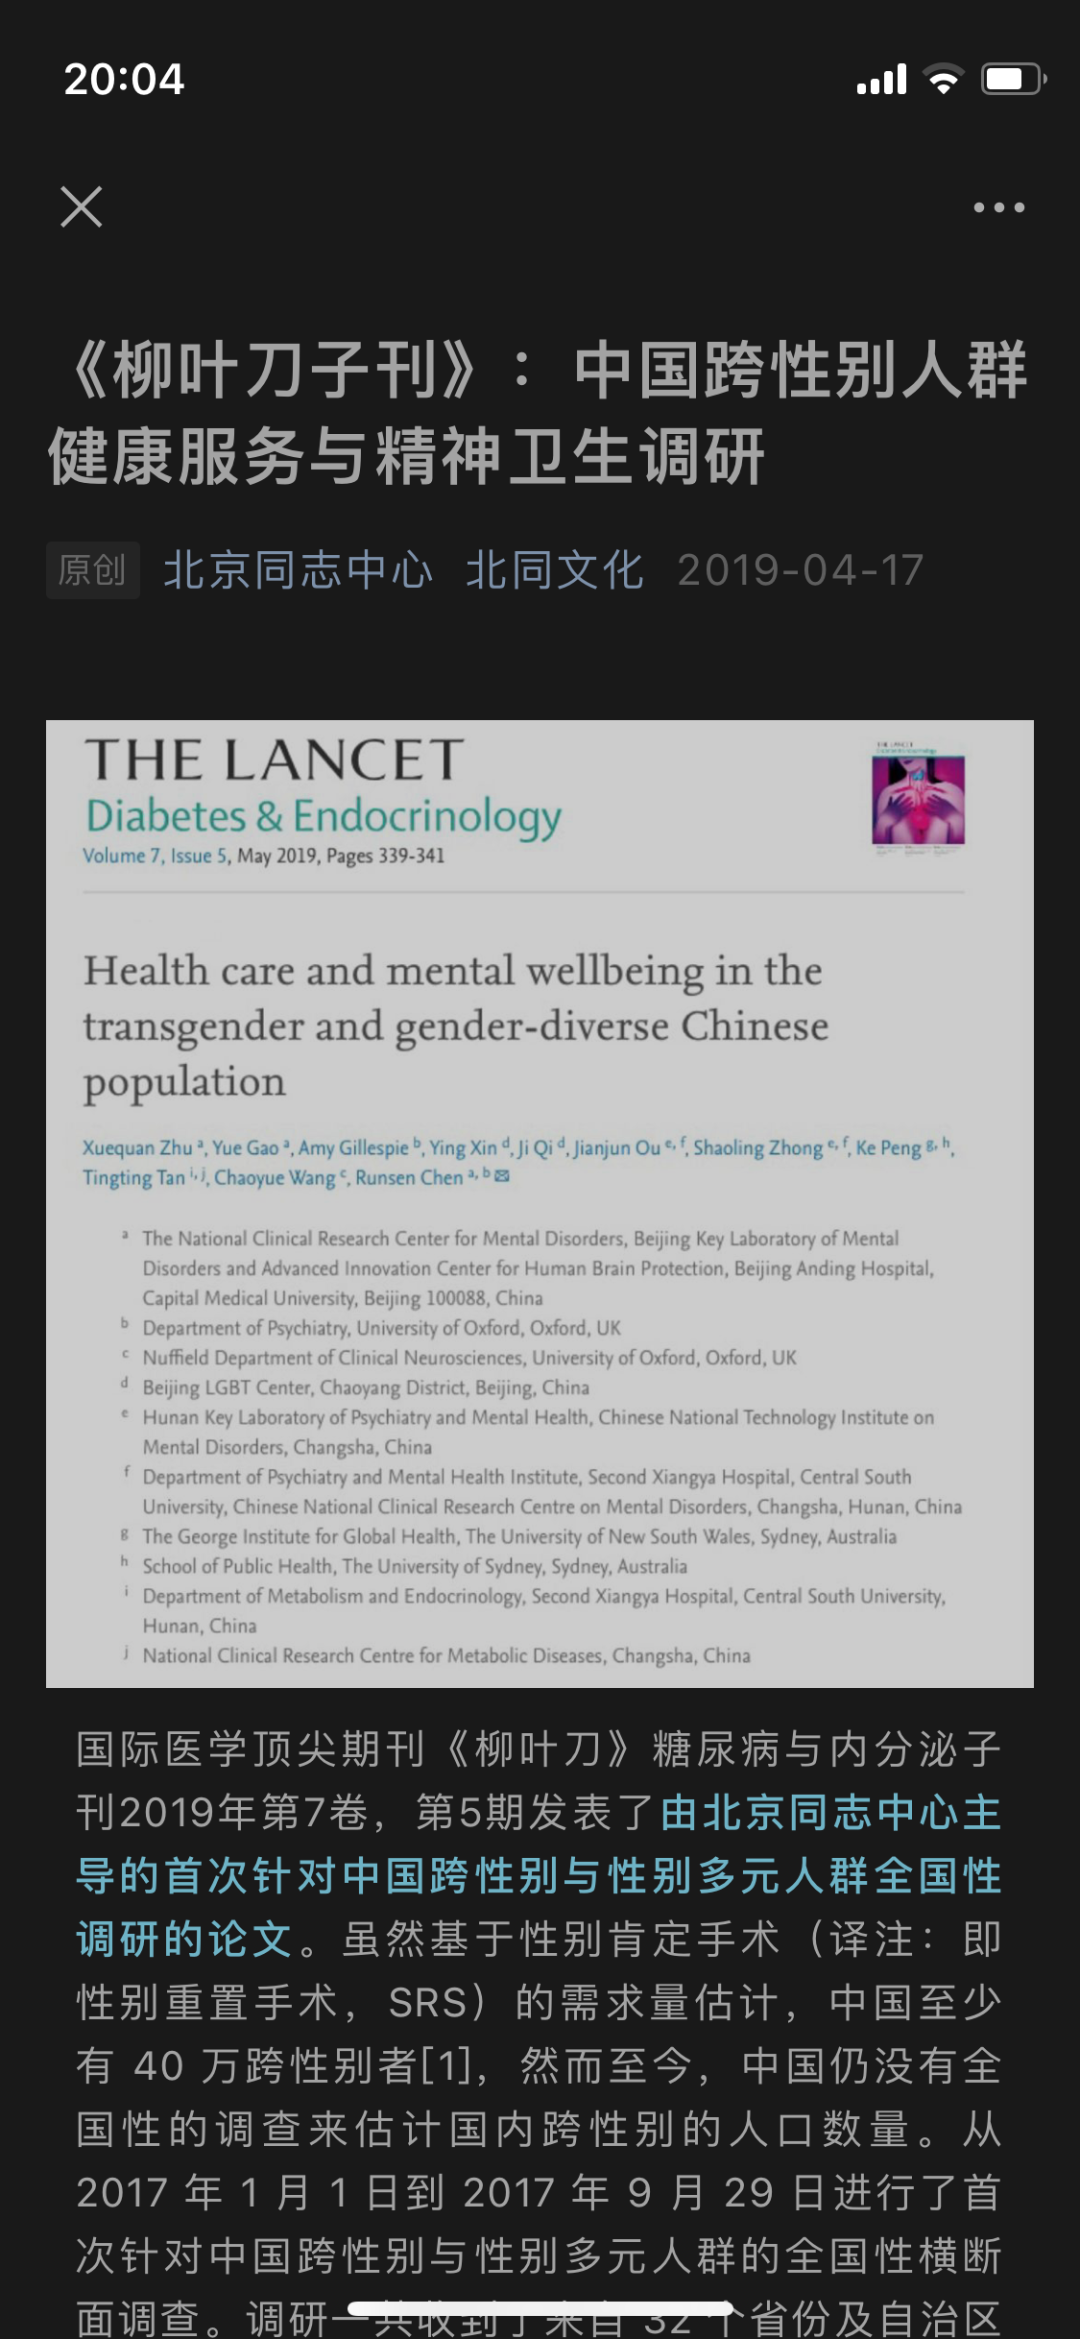 20:04
《柳叶刀子刊》：中国跨性别人群
健康服务与精神卫生调研
原创 北京同志中心 北同文化 2019-04-17
THE LANCET
Diabetes & Endocrinology
Volume 7, Issue 5, May 2019, Pages 339-341
Health care and mental wellbeing in the
transgender and gender-diverse Chinese
population
Xuequan Zhu a, Yue Gao a, Amy Gillespie b, Ying Xin d, Ji Qi d, Jianjun Ou e, f, Shaoling Zhong e, f, Ke Peng g, h,
Tingting Tan i, j, Chaoyue Wang c, Runsen Chen a, b
a The National Clinical Research Center for Mental Disorders, Beijing Key Laboratory of Mental
Disorders and Advanced Innovation Center for Human Brain Protection, Beijing Anding Hospital,
Capital Medical University, Beijing 100088, China
b Department of Psychiatry, University of Oxford, Oxford, UK
c Nuffield Department of Clinical Neurosciences, University of Oxford, Oxford, UK
d Beijing LGBT Center, Chaoyang District, Beijing, China
e Hunan Key Laboratory of Psychiatry and Mental Health, Chinese National Technology Institute on
Mental Disorders, Changsha, China
f Department of Psychiatry and Mental Health Institute, Second Xiangya Hospital, Central South
University, Chinese National Clinical Research Centre on Mental Disorders, Changsha, Hunan, China
g The George Institute for Global Health, The University of New South Wales, Sydney, Australia
h School of Public Health, The University of Sydney, Sydney, Australia
i Department of Metabolism and Endocrinology, Second Xiangya Hospital, Central South University,
Hunan, China
j National Clinical Research Centre for Metabolic Diseases, Changsha, China
国际医学顶尖期刊《柳叶刀》糖尿病与内分泌子
刊2019年第7卷，第5期发表了由北京同志中心主
导的首次针对中国跨性别与性别多元人群全国性
调研的论文。虽然基于性别肯定手术（译注：即
性别重置手术，SRS）的需求量估计，中国至少
有 40 万跨性别者[1]，然而至今，中国仍没有全
国性的调查来估计国内跨性别的人口数量。从
2017 年 1 月 1 日到 2017 年 9 月 29 日进行了首
次针对中国跨性别与性别多元人群的全国性横断
面调查。调研一共收到了来自 32 个省份及自治区